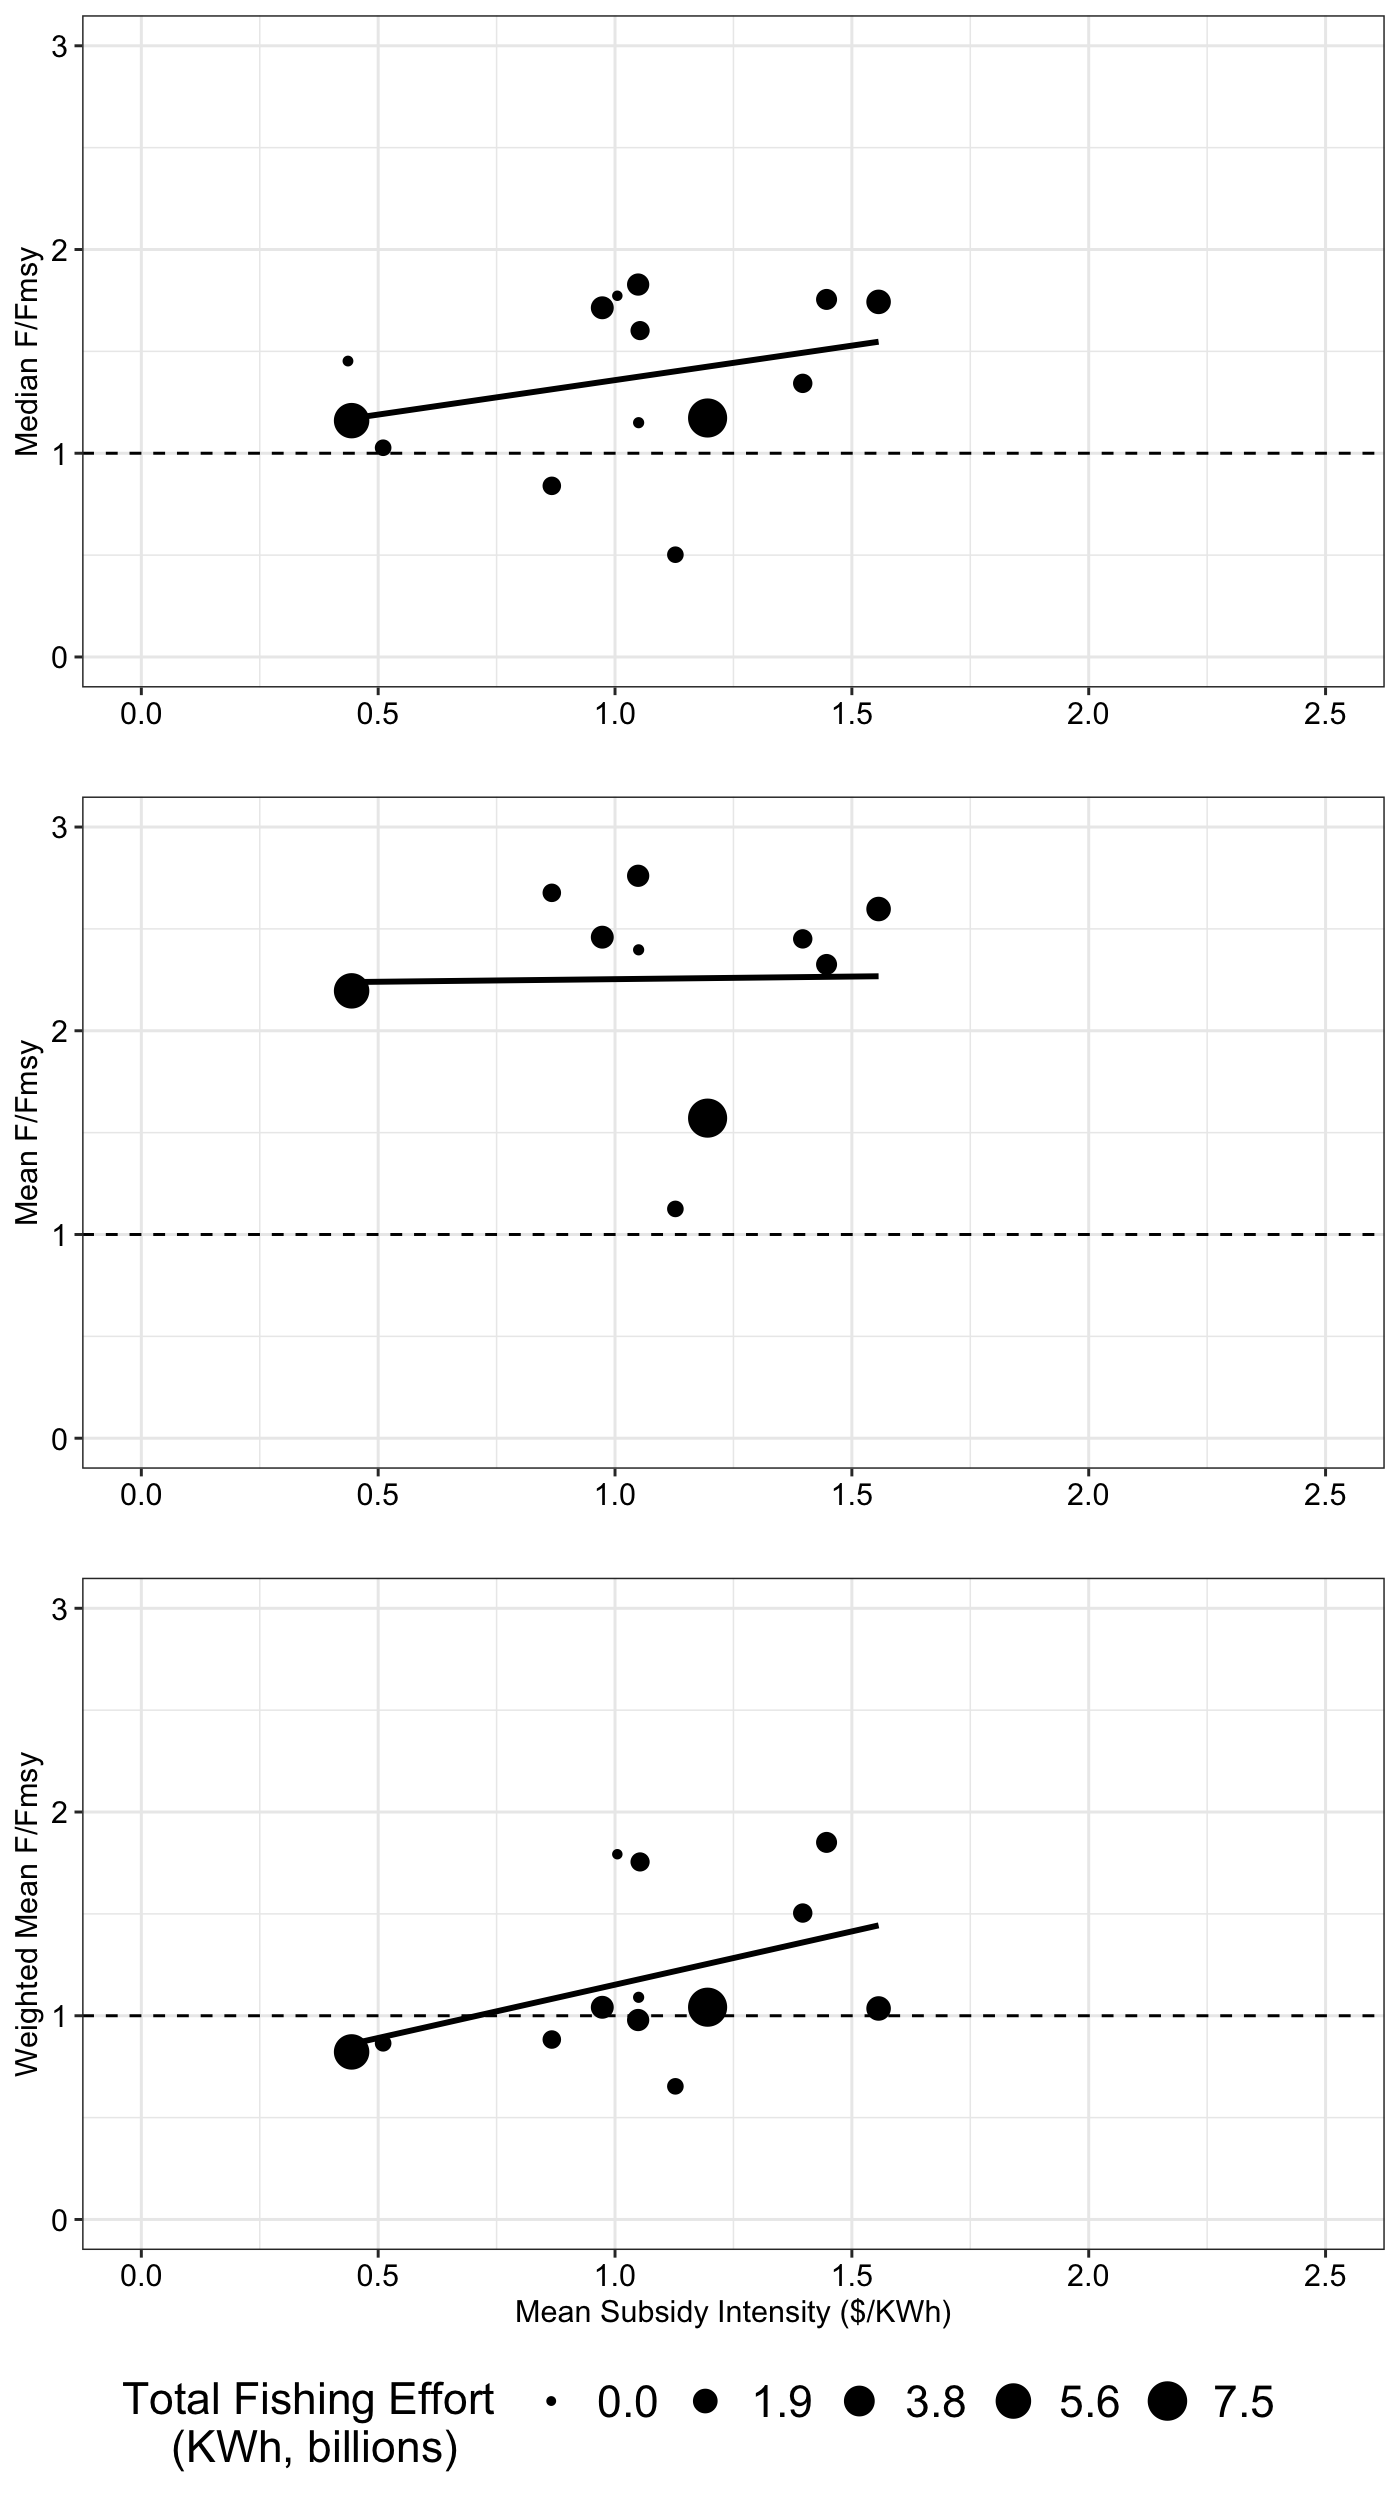 Median F/Fmsy
3
2
1
0
0.0 0.5 1.0 1.5 2.0 2.5
Mean F/Fmsy
3
2
1
0
0.0 0.5 1.0 1.5 2.0 2.5
Weighted Mean F/Fmsy
3
2
1
0
0.0 0.5 1.0 1.5 2.0 2.5
Mean Subsidy Intensity ($/KWh)
Total Fishing Effort
(KWh, billions)
0.0 1.9 3.8 5.6 7.5